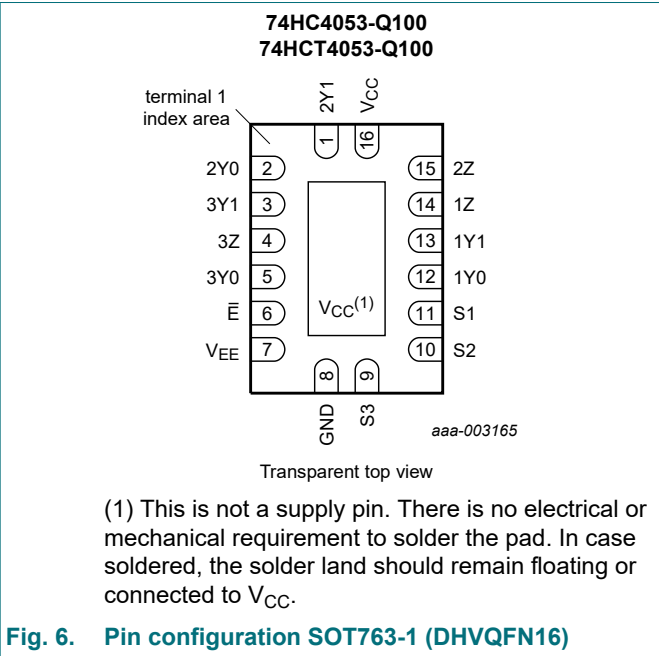 74HC4053-Q100
74HCT4053-Q100
terminal 1
index area
2Y1
VCC
1
16
2Y0 2
15 2Z
3Y1 3
14 1Z
3Z 4
13 1Y1
3Y0 5
12 1Y0
E̅ 6
VCC(1)
11 S1
VEE 7
10 S2
8
9
GND
S3
aaa-003165
Transparent top view
(1) This is not a supply pin. There is no electrical or
mechanical requirement to solder the pad. In case
soldered, the solder land should remain floating or
connected to VCC.
Fig. 6. Pin configuration SOT763-1 (DHVQFN16)